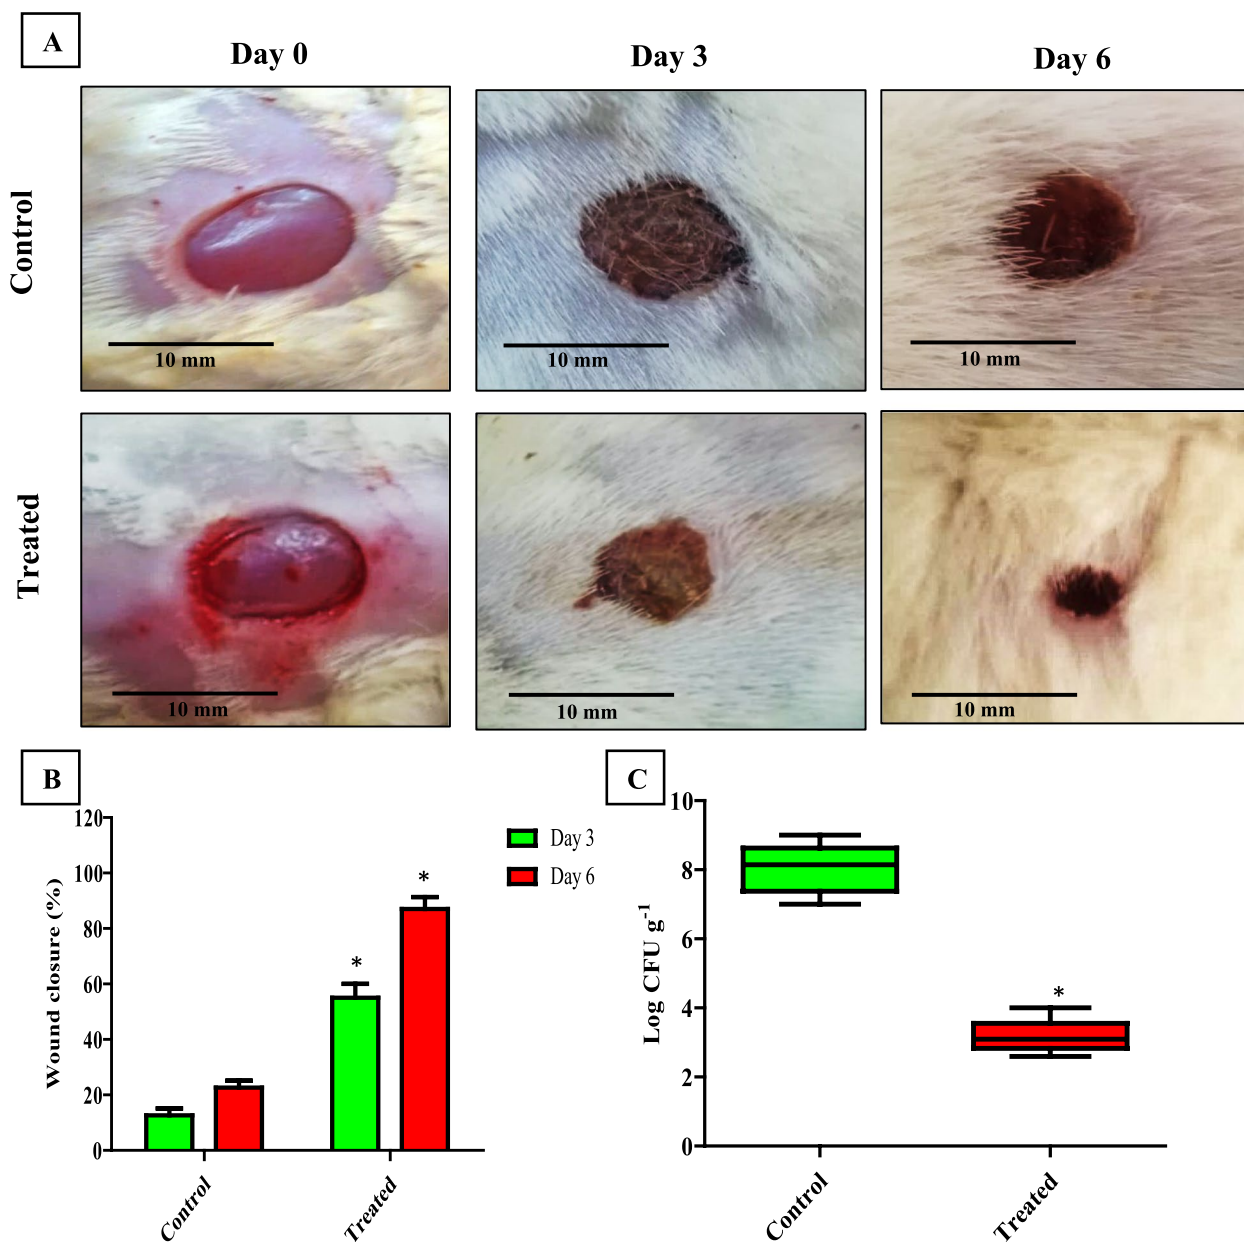 A
Day 0
Day 3
Day 6
Control
10 mm
10 mm
10 mm
Treated
10 mm
10 mm
10 mm
B
Wound closure (%)
120
100
80
60
40
20
0
*
*
Control
Treated
Day 3
Day 6
C
Log CFU g⁻¹
10
8
6
4
2
0
*
Control
Treated